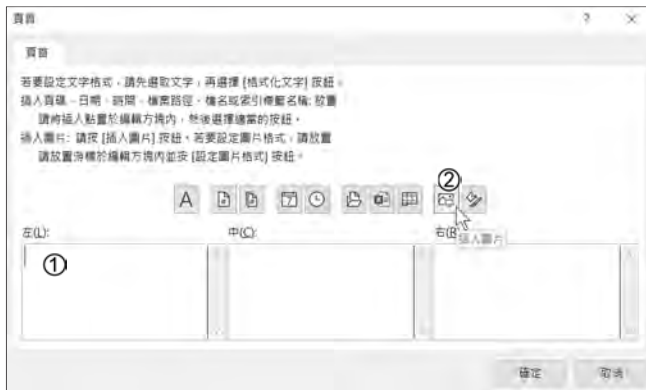 頁首
? ×
頁首
若要設定文字格式，請先選取文字，再選擇 [格式化文字] 按鈕。
插入頁碼、日期、時間、檔案路徑、檔名或索引標籤名稱: 放置
請將插入點置於編輯方塊內，然後選擇適當的按鈕。
插入圖片: 請按 [插入圖片] 按鈕。若要設定圖片格式，請放置
請放置游標於編輯方塊內並按 [設定圖片格式] 按鈕。
②
A
左(L): 中(C): 右(R
插入圖片
①
確定 取消